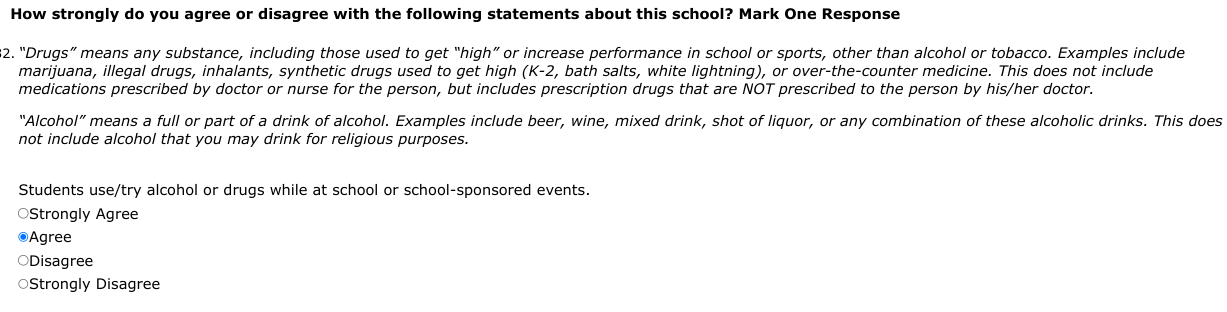 How strongly do you agree or disagree with the following statements about this school? Mark One Response
32. “Drugs” means any substance, including those used to get “high” or increase performance in school or sports, other than alcohol or tobacco. Examples include
marijuana, illegal drugs, inhalants, synthetic drugs used to get high (K-2, bath salts, white lightning), or over-the-counter medicine. This does not include
medications prescribed by doctor or nurse for the person, but includes prescription drugs that are NOT prescribed to the person by his/her doctor.
“Alcohol” means a full or part of a drink of alcohol. Examples include beer, wine, mixed drink, shot of liquor, or any combination of these alcoholic drinks. This does
not include alcohol that you may drink for religious purposes.
Students use/try alcohol or drugs while at school or school-sponsored events.
Strongly Agree
Agree
Disagree
Strongly Disagree